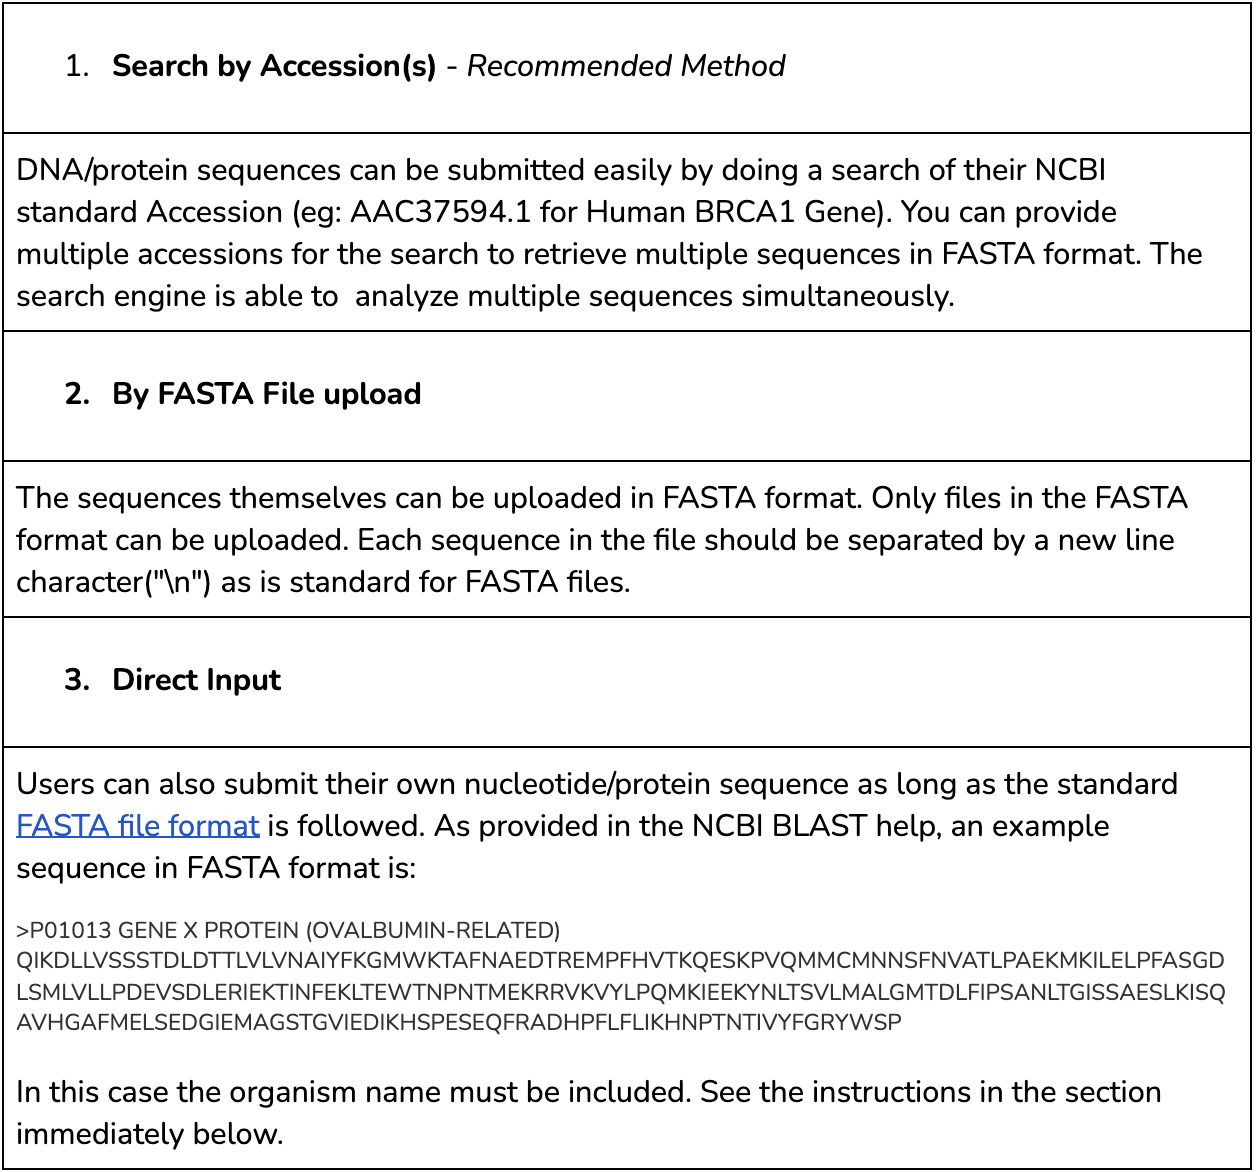 1. Search by Accession(s) - Recommended Method
DNA/protein sequences can be submitted easily by doing a search of their NCBI
standard Accession (eg: AAC37594.1 for Human BRCA1 Gene). You can provide
multiple accessions for the search to retrieve multiple sequences in FASTA format. The
search engine is able to  analyze multiple sequences simultaneously.
2. By FASTA File upload
The sequences themselves can be uploaded in FASTA format. Only files in the FASTA
format can be uploaded. Each sequence in the file should be separated by a new line
character("\n") as is standard for FASTA files.
3. Direct Input
Users can also submit their own nucleotide/protein sequence as long as the standard
FASTA file format is followed. As provided in the NCBI BLAST help, an example
sequence in FASTA format is:
>P01013 GENE X PROTEIN (OVALBUMIN-RELATED)
QIKDLLVSSSTDLDTTLVLVNAIYFKGMWKTAFNAEDTREMPFHVTKQESKPVQMMCMNNSFNVATLPAEKMKILELPFASGD
LSMLVLLPDEVSDLERIEKTINFEKLTEWTNPNTMEKRRVKVYLPQMKIEEKYNLTSVLMALGMTDLFIPSANLTGISSAESLKISQ
AVHGAFMELSEDGIEMAGSTGVIEDIKHSPESEQFRADHPFLFLIKHNPTNTIVYFGRYWSP
In this case the organism name must be included. See the instructions in the section
immediately below.